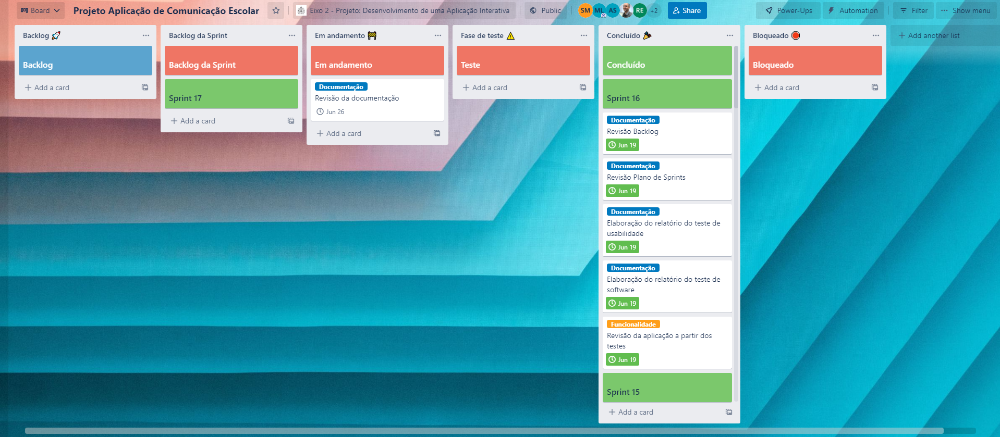 Board
Projeto Aplicação de Comunicação Escolar
Eixo 2 - Projeto: Desenvolvimento de uma Aplicação Interativa
Public
SM
ML
AS
RE
+2
Share
Power-Ups
Automation
Filter
Show menu
Backlog
Backlog
Add a card
Backlog da Sprint
Backlog da Sprint
Sprint 17
Add a card
Em andamento
Em andamento
Documentação
Revisão da documentação
Jun 26
Add a card
Fase de teste
Teste
Add a card
Concluído
Concluído
Sprint 16
Documentação
Revisão Backlog
Jun 19
Documentação
Revisão Plano de Sprints
Jun 19
Documentação
Elaboração do relatório do teste de
usabilidade
Jun 19
Documentação
Elaboração do relatório do teste de
software
Jun 19
Funcionalidade
Revisão da aplicação a partir dos
testes
Jun 19
Sprint 15
Add a card
Bloqueado
Bloqueado
Add a card
Add another list